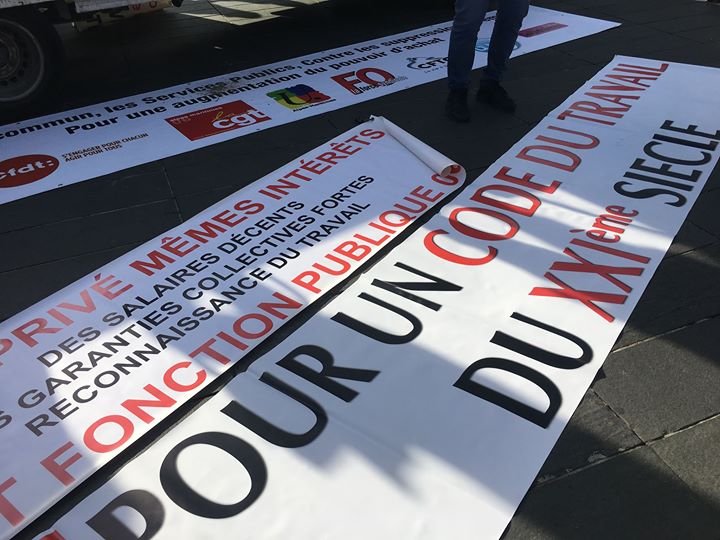 commun, les Services Publics. Contre les suppressions
Pour une augmentation du pouvoir d'achat.
cfdt:
S'ENGAGER POUR CHACUN
AGIR POUR TOUS
cgt
FO
PRIVÉ MÊMES INTÉRÊTS
DES SALAIRES DÉCENTS
S GARANTIES COLLECTIVES FORTES
RECONNAISSANCE DU TRAVAIL
T FONCTION PUBLIQUE
POUR UN CODE DU TRAVAIL
DU XXIème SIECLE